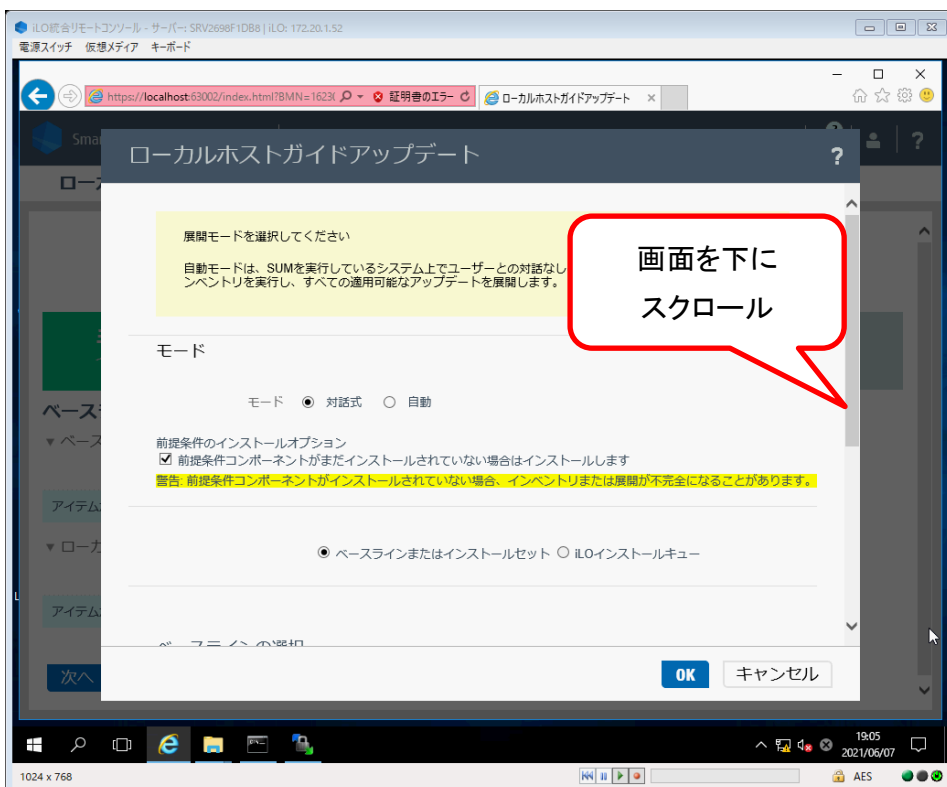 iLO統合リモートコンソール - サーバー: SRV2698F1DB8 | iLO: 172.20.1.52
電源スイッチ 仮想メディア キーボード
https://localhost:63002/index.html?BMN=1623( 証明書のエラー ローカルホストガイドアップデート ×
Smar
ローカルホストガイドアップデート ?
?
ローカ
展開モードを選択してください
自動モードは、SUMを実行しているシステム上でユーザーとの対話なし
ンベントリを実行し、すべての適用可能なアップデートを展開します。
画面を下に
スクロール
モード
モード 対話式 自動
ベースラ
▼ ベース
前提条件のインストールオプション
前提条件コンポーネントがまだインストールされていない場合はインストールします
警告: 前提条件コンポーネントがインストールされていない場合、インベントリまたは展開が不完全になることがあります。
アイテム
▼ ローカ
ベースラインまたはインストールセット iLOインストールキュー
アイテム
ベースラインの選択
次へ
OK キャンセル
19:05
2021/06/07
1024 x 768
AES